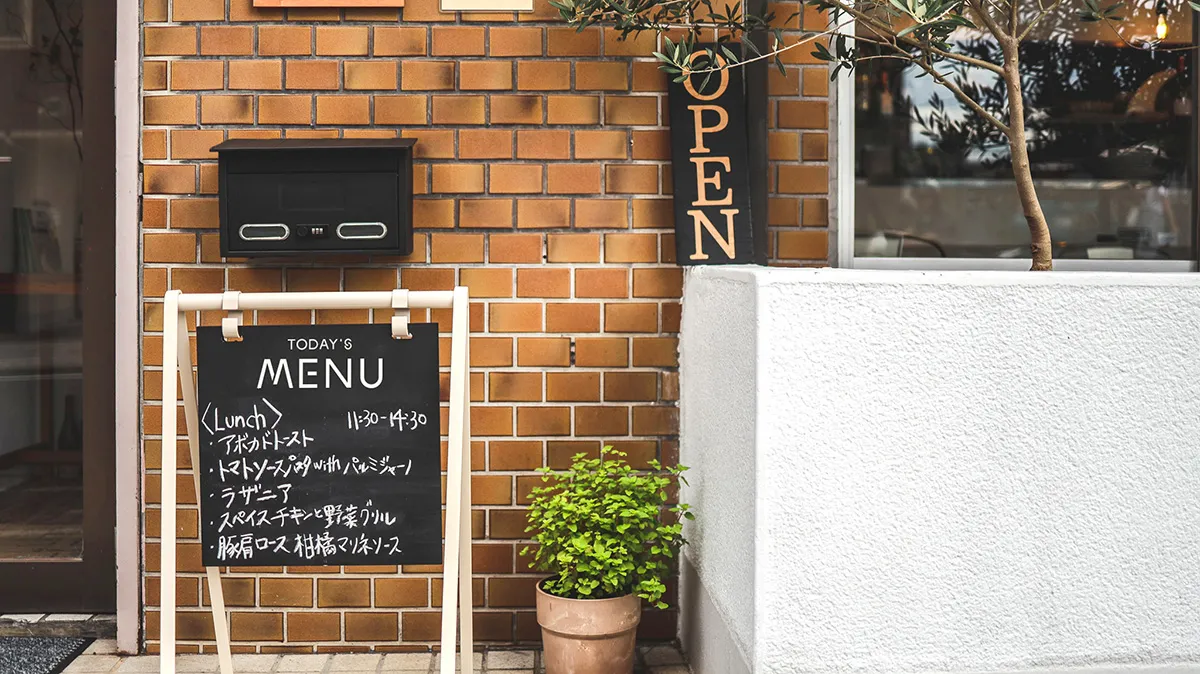 OPEN
TODAY'S
MENU
〈Lunch〉 11:30-14:30
・アボカドトースト
・トマトソースパスタ with パルミジャーノ
・ラザニア
・スペイスチキンと野菜グリル
・豚肩ロース 柑橘マリネソース